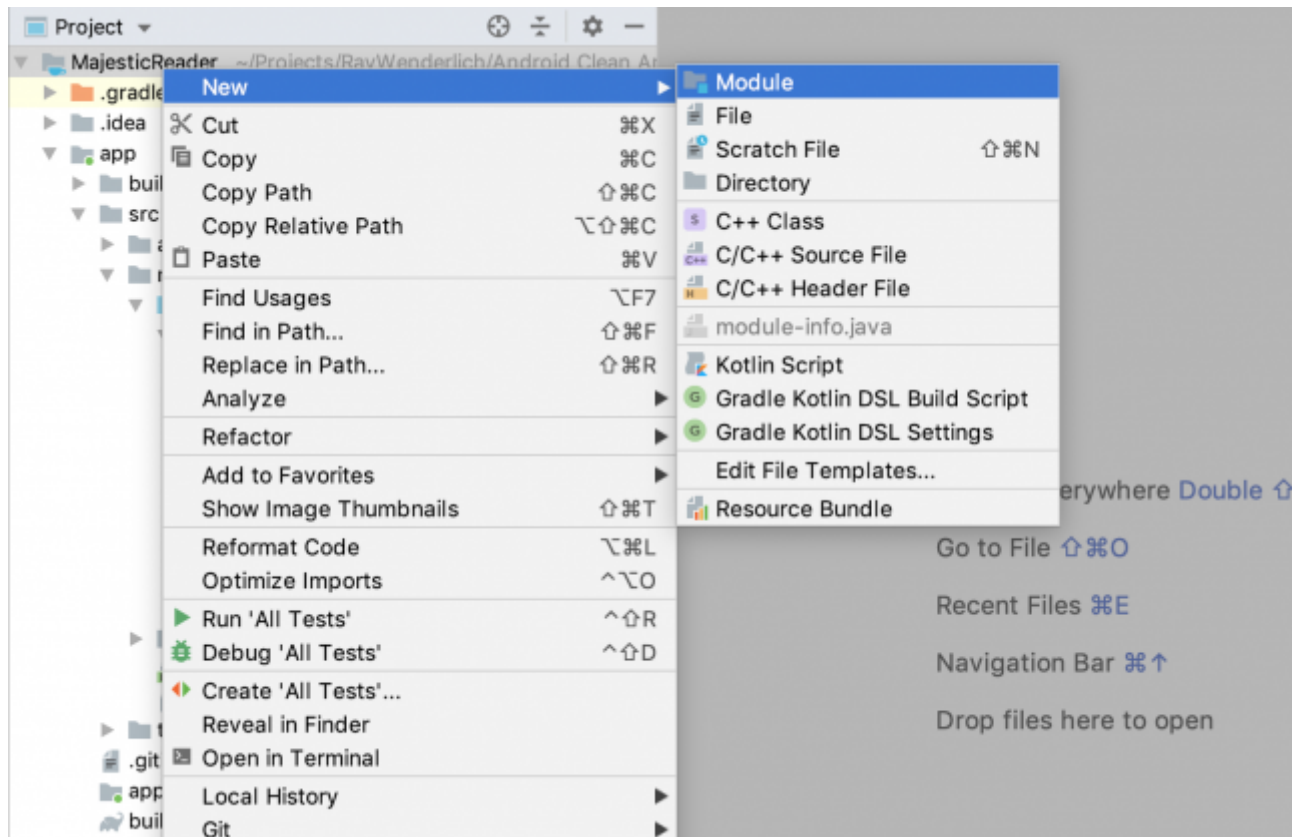 Project
MajesticReader ~/Projects/RayWenderlich/Android Clean Ar
.gradle
.idea
app
buil
src
.git
app
buil
New
Cut ⌘X
Copy ⌘C
Copy Path ⇧⌘C
Copy Relative Path ⌥⇧⌘C
Paste ⌘V
Find Usages ⌥F7
Find in Path... ⇧⌘F
Replace in Path... ⇧⌘R
Analyze
Refactor
Add to Favorites
Show Image Thumbnails ⇧⌘T
Reformat Code ⌥⌘L
Optimize Imports ^⌥O
Run 'All Tests' ^⇧R
Debug 'All Tests' ^⇧D
Create 'All Tests'...
Reveal in Finder
Open in Terminal
Local History
Git
Module
File
Scratch File ⇧⌘N
Directory
S C++ Class
C++ C/C++ Source File
H C/C++ Header File
module-info.java
Kotlin Script
G Gradle Kotlin DSL Build Script
G Gradle Kotlin DSL Settings
Edit File Templates...
Resource Bundle
erywhere Double ⇧
Go to File ⇧⌘O
Recent Files ⌘E
Navigation Bar ⌘↑
Drop files here to open